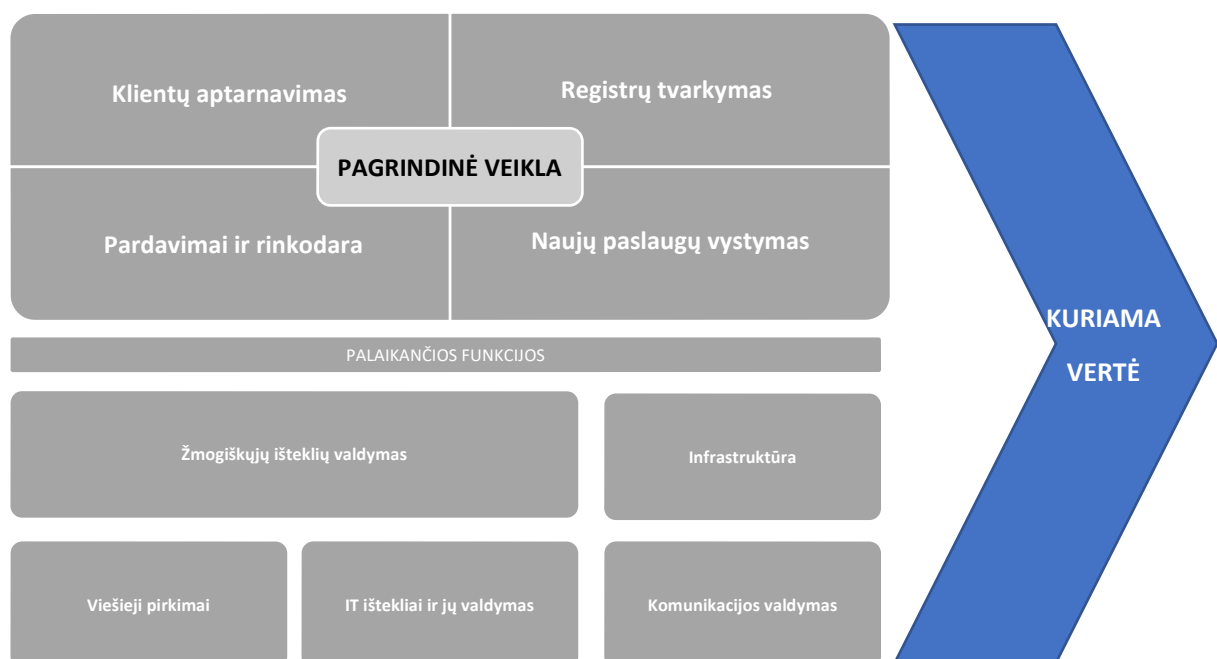 Klientų aptarnavimas
Registrų tvarkymas
PAGRINDINĖ VEIKLA
Pardavimai ir rinkodara
Naujų paslaugų vystymas
KURIAMA
VERTĖ
PALAIKANČIOS FUNKCIJOS
Žmogiškųjų išteklių valdymas
Infrastruktūra
Viešieji pirkimai
IT ištekliai ir jų valdymas
Komunikacijos valdymas